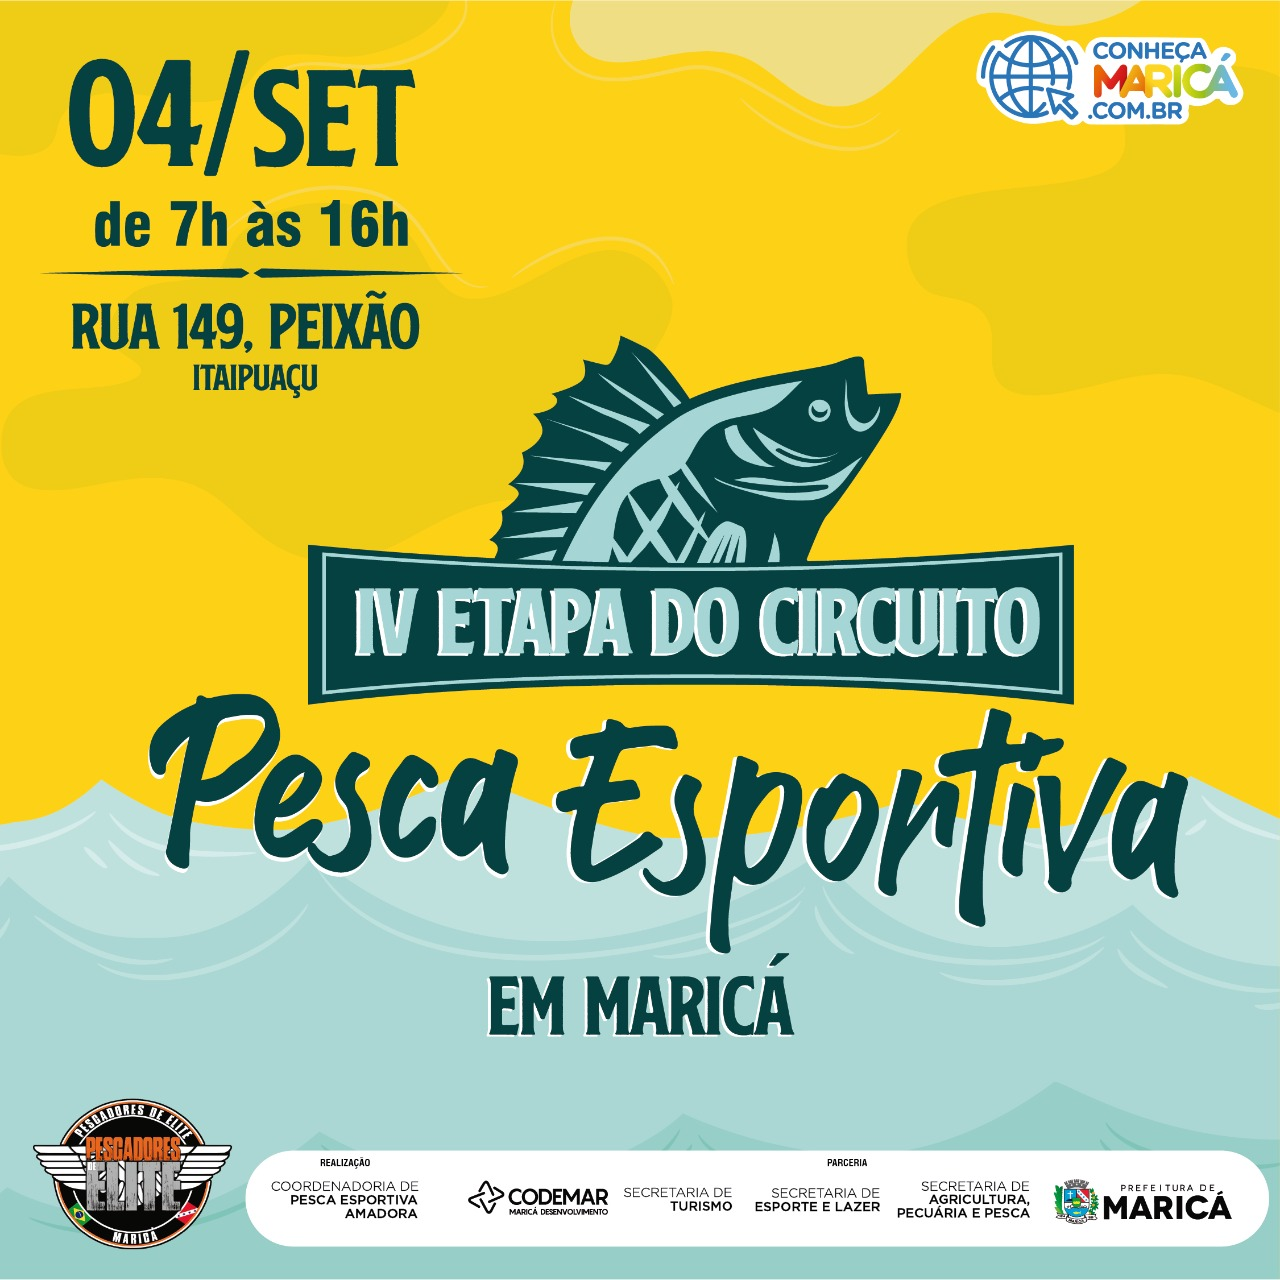 04/SET
de 7h às 16h
RUA 149, PEIXÃO
ITAIPUAÇU
CONHEÇA
MARICÁ
.COM.BR
IV ETAPA DO CIRCUITO
Pesca Esportiva
EM MARICÁ
PESCADORES DE ELITE
PESCADORES
DE
ELITE
MARICÁ
REALIZAÇÃO
COORDENADORIA DE
PESCA ESPORTIVA
AMADORA
CODEMAR
MARICÁ DESENVOLVIMENTO
PARCERIA
SECRETARIA DE
TURISMO
SECRETARIA DE
ESPORTE E LAZER
SECRETARIA DE
AGRICULTURA,
PECUÁRIA E PESCA
PREFEITURA DE
MARICÁ